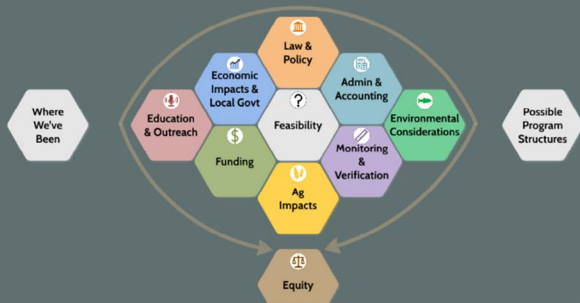 Law &
Policy
Economic
Impacts &
Local Govt
Admin &
Accounting
Where
We've
Been
Education
& Outreach
?
Feasibility
Environmental
Considerations
Possible
Program
Structures
$
Funding
Monitoring
&
Verification
Ag
Impacts
Equity